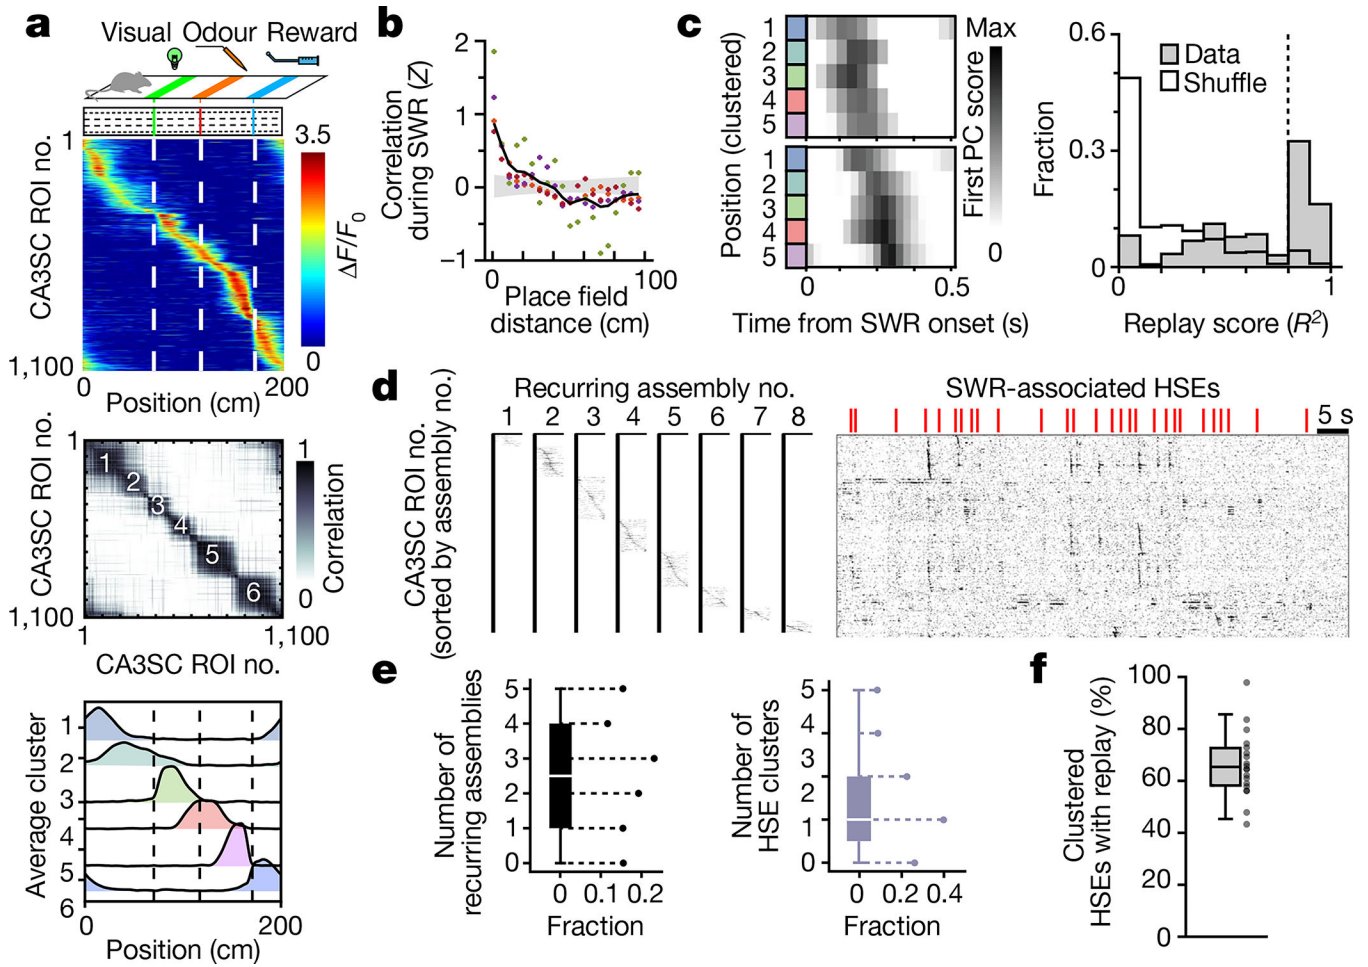 a
Visual Odour Reward
CA3SC ROI no.
1
1,100
0
200
Position (cm)
3.5
0
ΔF/F0
CA3SC ROI no.
1
1,100
1 2 3 4 5 6
1
1,100
CA3SC ROI no.
1
0
Correlation
Average cluster
1
2
3
4
5
6
0
200
Position (cm)
b
Correlation
during SWR (Z)
2
1
0
–1
0
100
Place field
distance (cm)
c
Position (clustered)
1
2
3
4
5
1
2
3
4
5
0
0.5
Time from SWR onset (s)
Max
0
First PC score
Fraction
0.6
0.3
0
Data
Shuffle
0
1
Replay score (R²)
d
Recurring assembly no.
1 2 3 4 5 6 7 8
CA3SC ROI no.
(sorted by assembly no.)
SWR-associated HSEs
5 s
e
Number of
recurring assemblies
5
4
3
2
1
0
0 0.1 0.2
Fraction
Number of
HSE clusters
5
4
3
2
1
0
0 0.2 0.4
Fraction
f
Clustered
HSEs with replay (%)
100
80
60
40
20
0